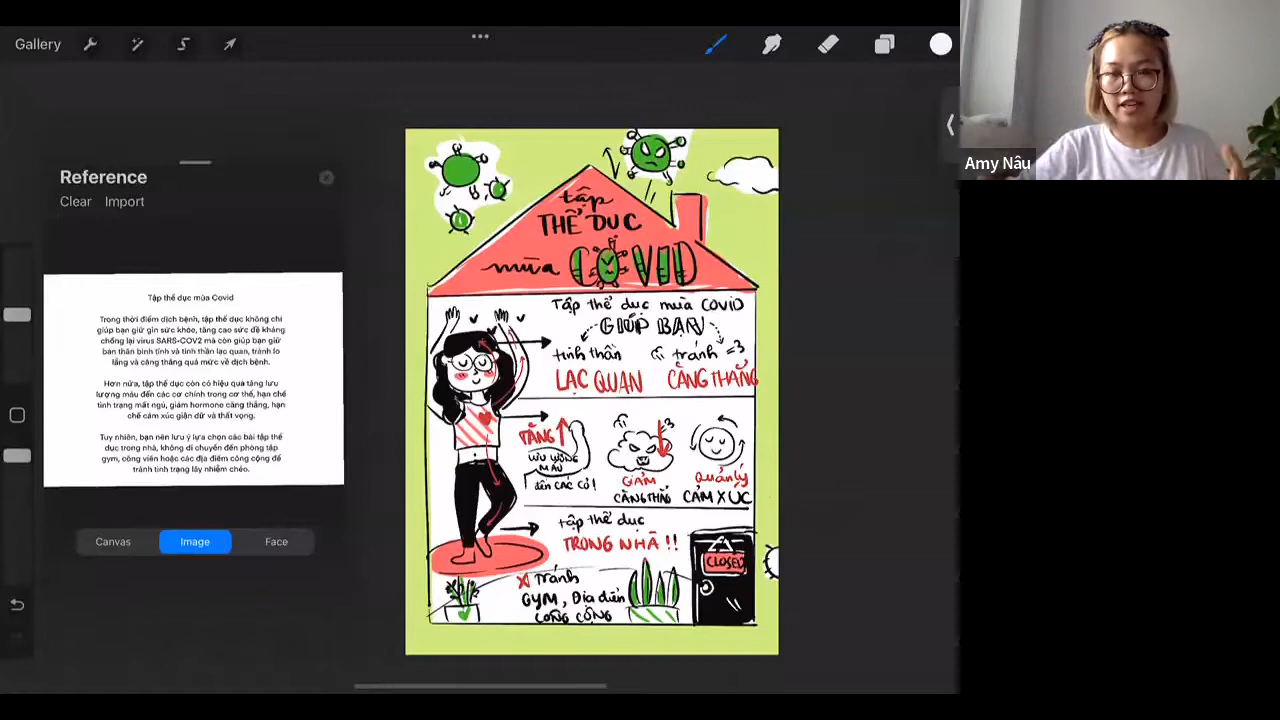 Gallery
Amy Nâu
Reference
Clear Import
Tập thể dục mùa Covid
Trong thời điểm dịch bệnh, tập thể dục không chỉ
giúp bạn giữ gìn sức khỏe, tăng cao sức đề kháng
chống lại virus SARS-COV2 mà còn giúp bạn giữ
bản thân bình tĩnh và tinh thần lạc quan, tránh lo
lắng và căng thẳng quá mức về dịch bệnh.
Hơn nữa, tập thể dục còn có hiệu quả tăng lưu
lượng máu đến các cơ chính trong cơ thể, hạn chế
tình trạng mất ngủ, giảm hormone căng thẳng, hạn
chế cảm xúc giận dữ và thất vọng.
Tuy nhiên, bạn nên lưu ý lựa chọn các bài tập thể
dục trong nhà, không di chuyển đến phòng tập
gym, công viên hoặc các địa điểm công cộng để
tránh tình trạng lây nhiễm chéo.
Canvas Image Face
tập
THỂ DỤC
mùa COVID
Tập thể dục mùa COVID
GIÚP BẠN
tinh thần
LẠC QUAN
tránh =3
CĂNG THẲNG
TĂNG
LƯU LƯỢNG
MÁU
đến các cơ!
GIẢM
CĂNG THẲNG
Quản lý
CẢM XÚC
tập thể dục
TRONG NHÀ !!
CLOSED
X Tránh
GYM, Địa điểm
CÔNG CỘNG